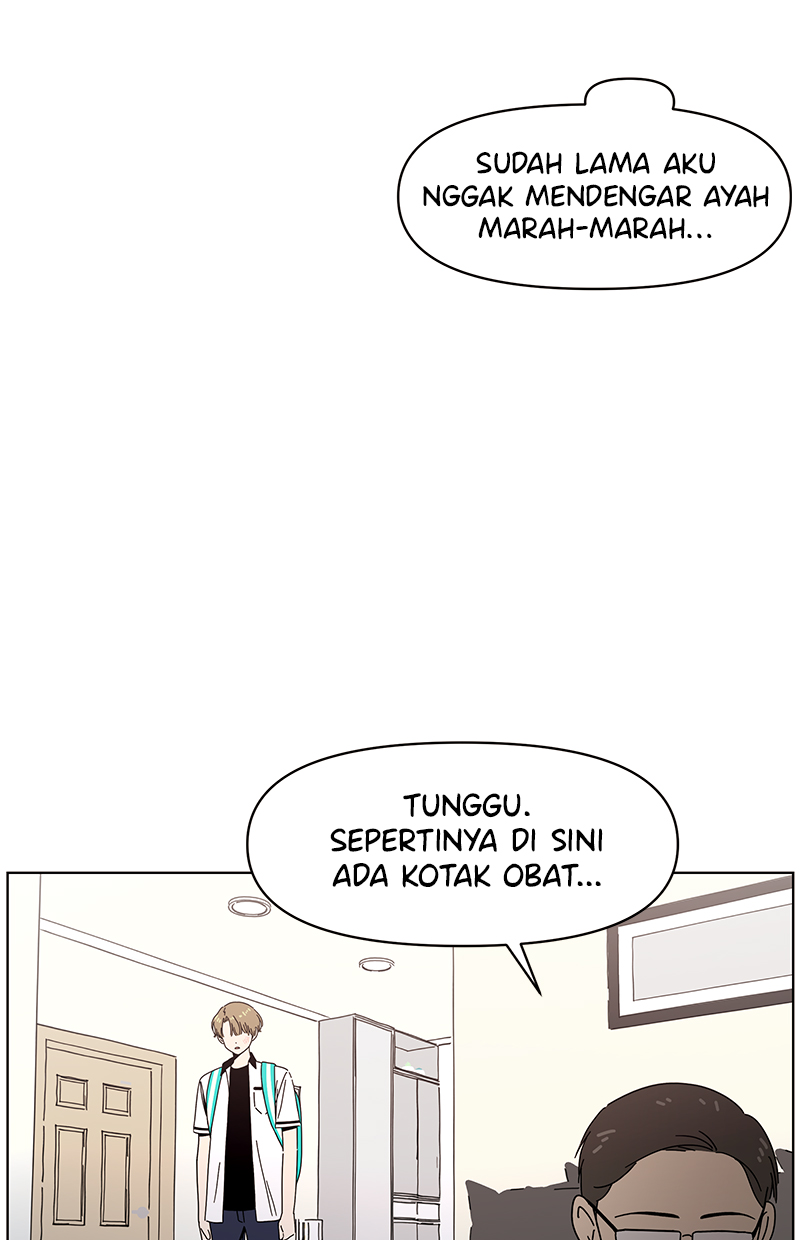 SUDAH LAMA AKU
NGGAK MENDENGAR AYAH
MARAH-MARAH...
TUNGGU.
SEPERTINYA DI SINI
ADA KOTAK OBAT...